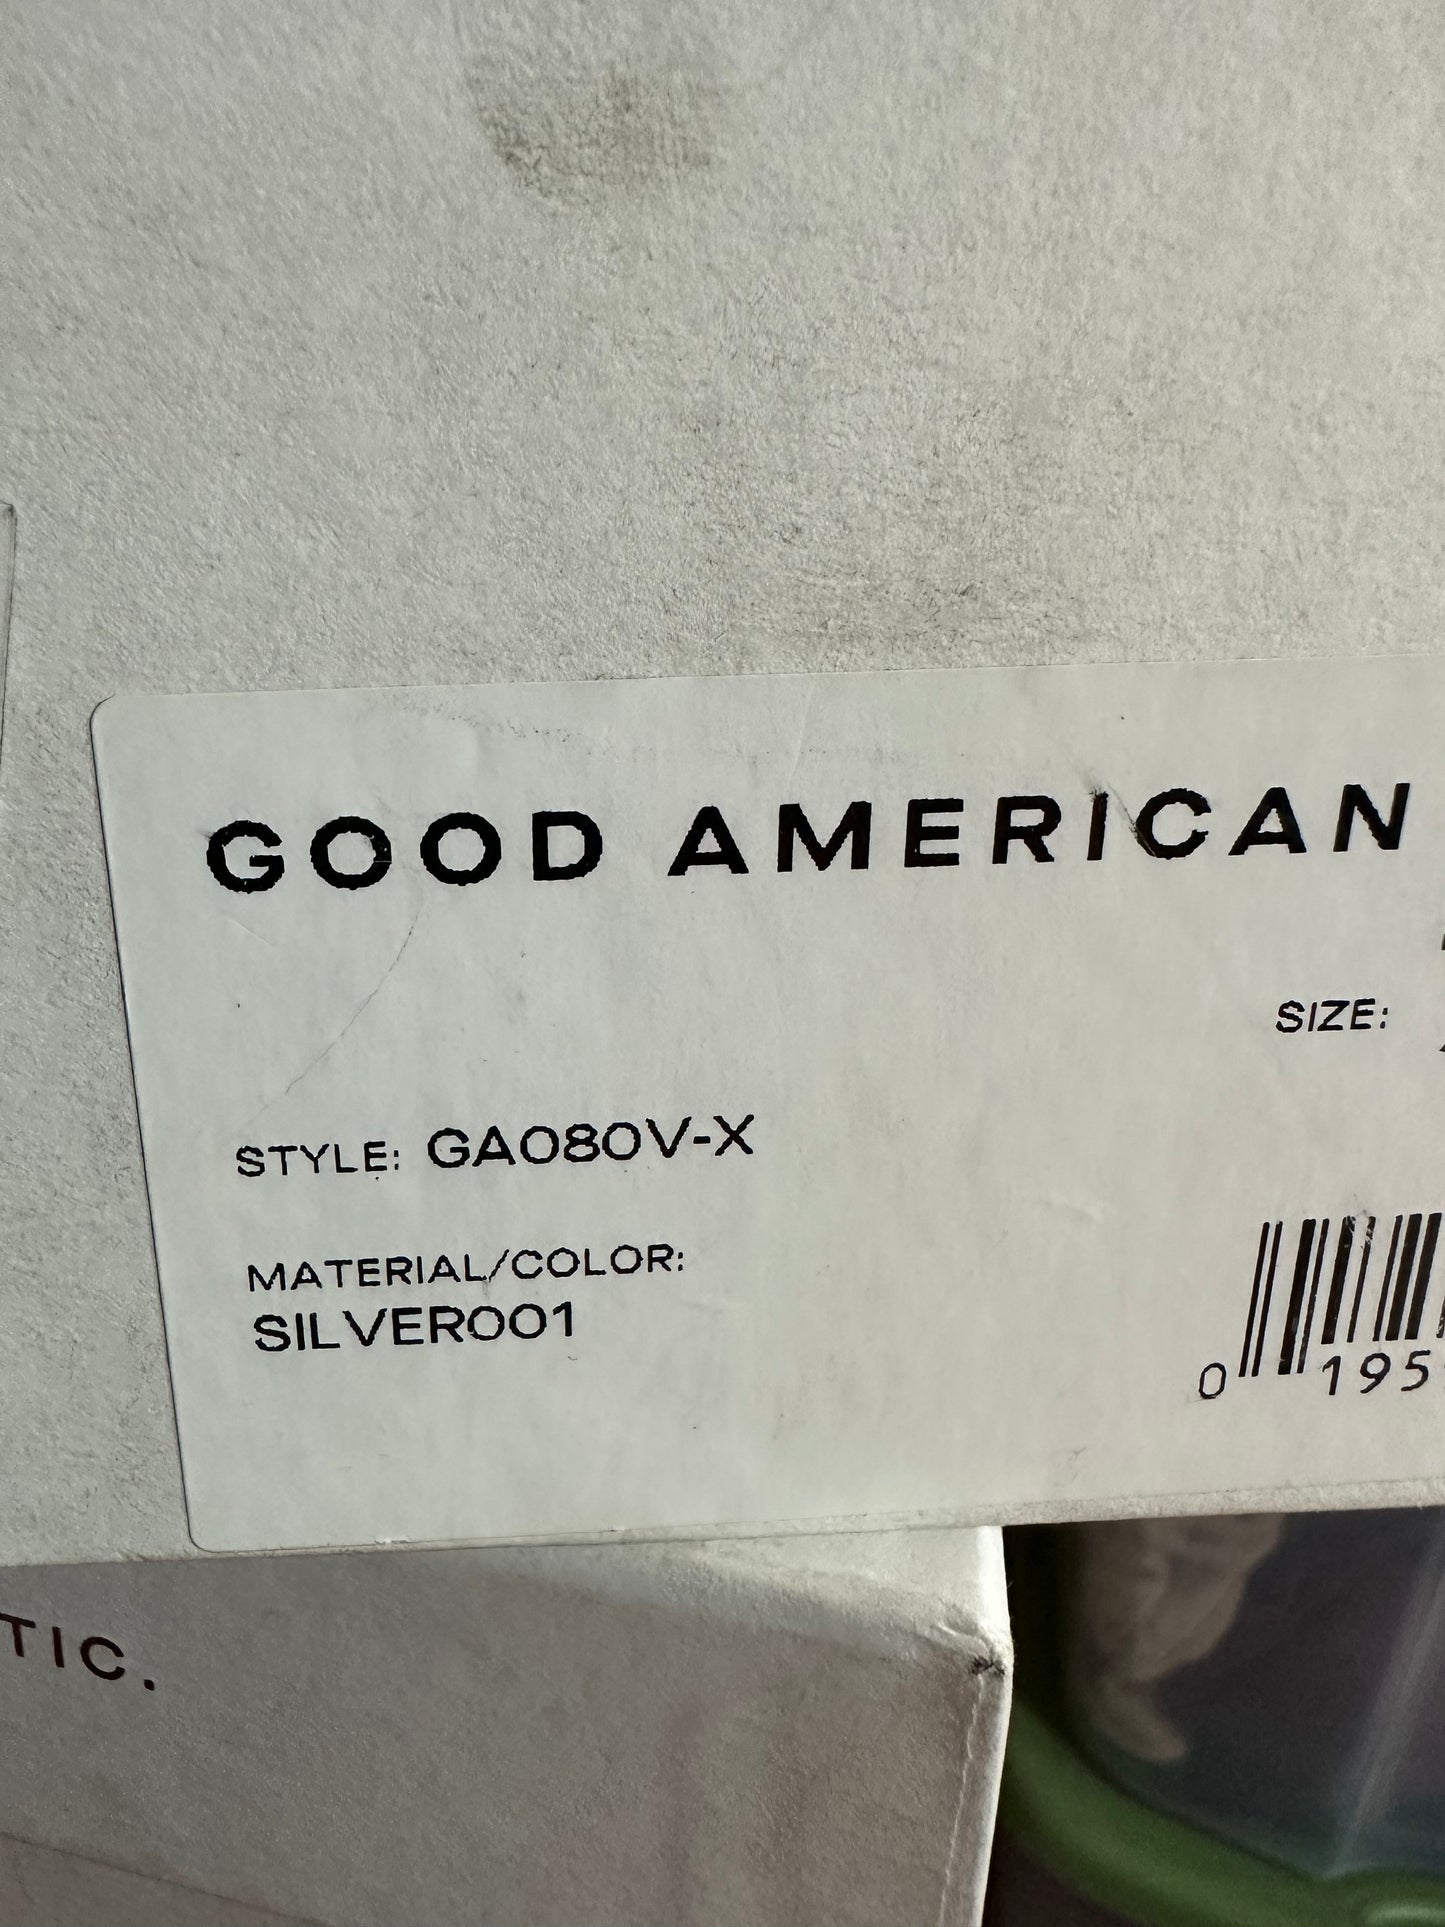 GOOD AMERICAN
SIZE:
STYLE: GA080V-X
MATERIAL/COLOR:
SILVER001
0 195
TIC.